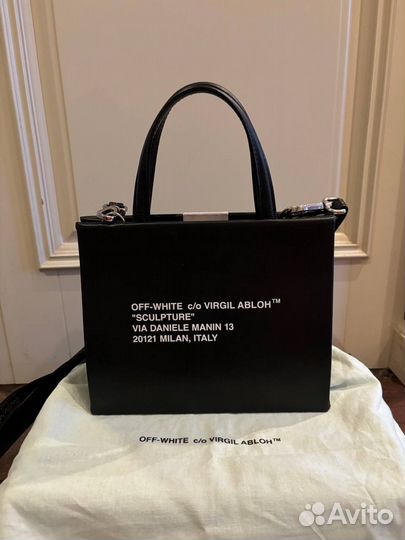 OFF-WHITE c/o VIRGIL ABLOH™
"SCULPTURE"
VIA DANIELE MANIN 13
20121 MILAN, ITALY
OFF-WHITE c/o VIRGIL ABLOH™
Avito